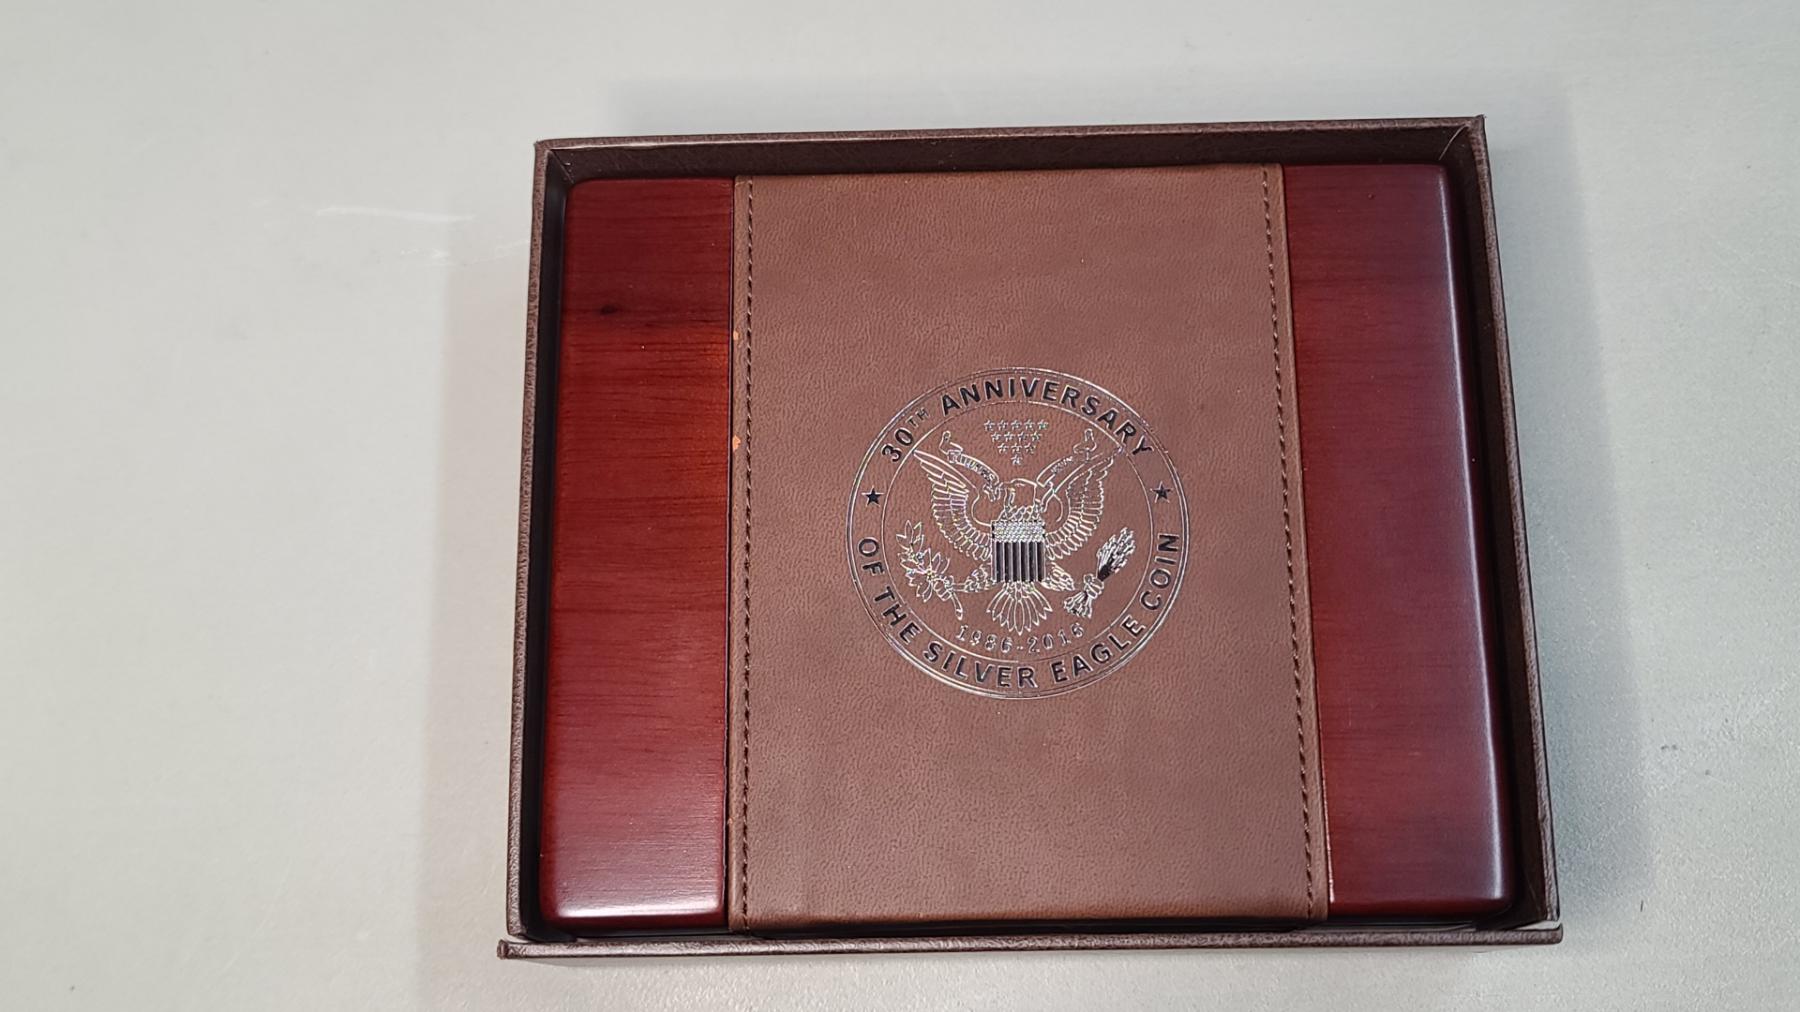 30TH ANNIVERSARY
OF THE SILVER EAGLE COIN
1986-2016